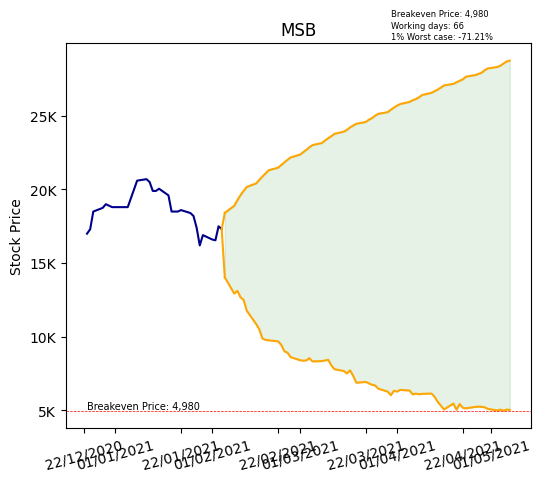 Breakeven Price: 4,980
Working days: 66
1% Worst case: -71.21%
MSB
Stock Price
25K
20K
15K
10K
5K
Breakeven Price: 4,980
22/12/2020
01/01/2021
22/01/2021
01/02/2021
22/02/2021
01/03/2021
22/03/2021
01/04/2021
22/04/2021
01/05/2021